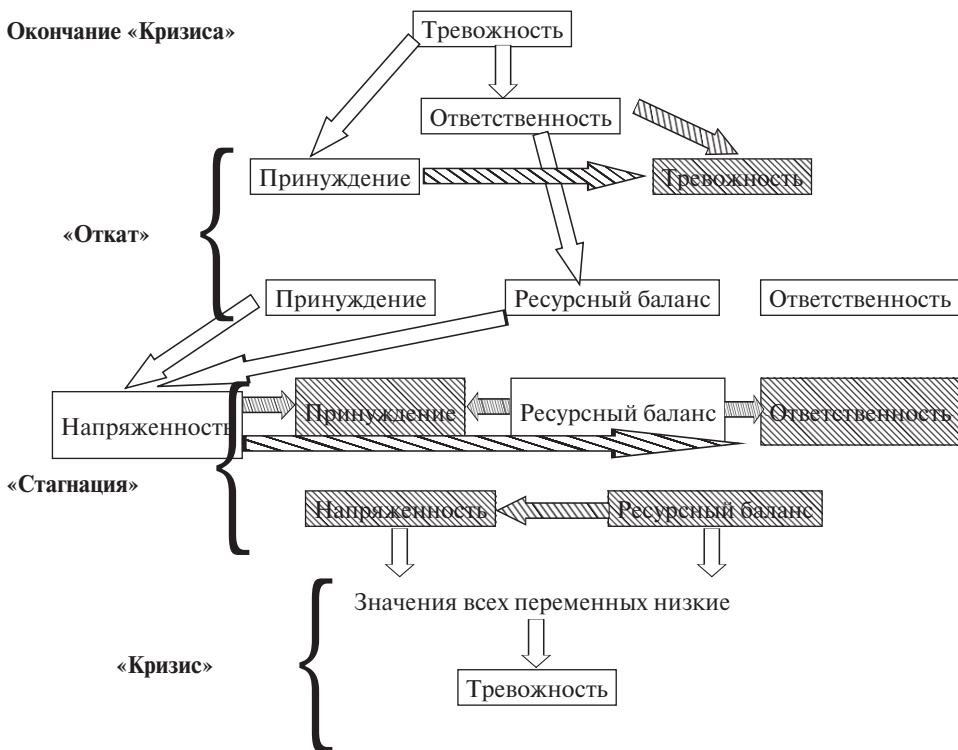 Окончание «Кризиса»
Тревожность
Ответственность
Принуждение
Тревожность
«Откат»
Принуждение
Ресурсный баланс
Ответственность
Напряженность
Принуждение
Ресурсный баланс
Ответственность
«Стагнация»
Напряженность
Ресурсный баланс
Значения всех переменных низкие
«Кризис»
Тревожность